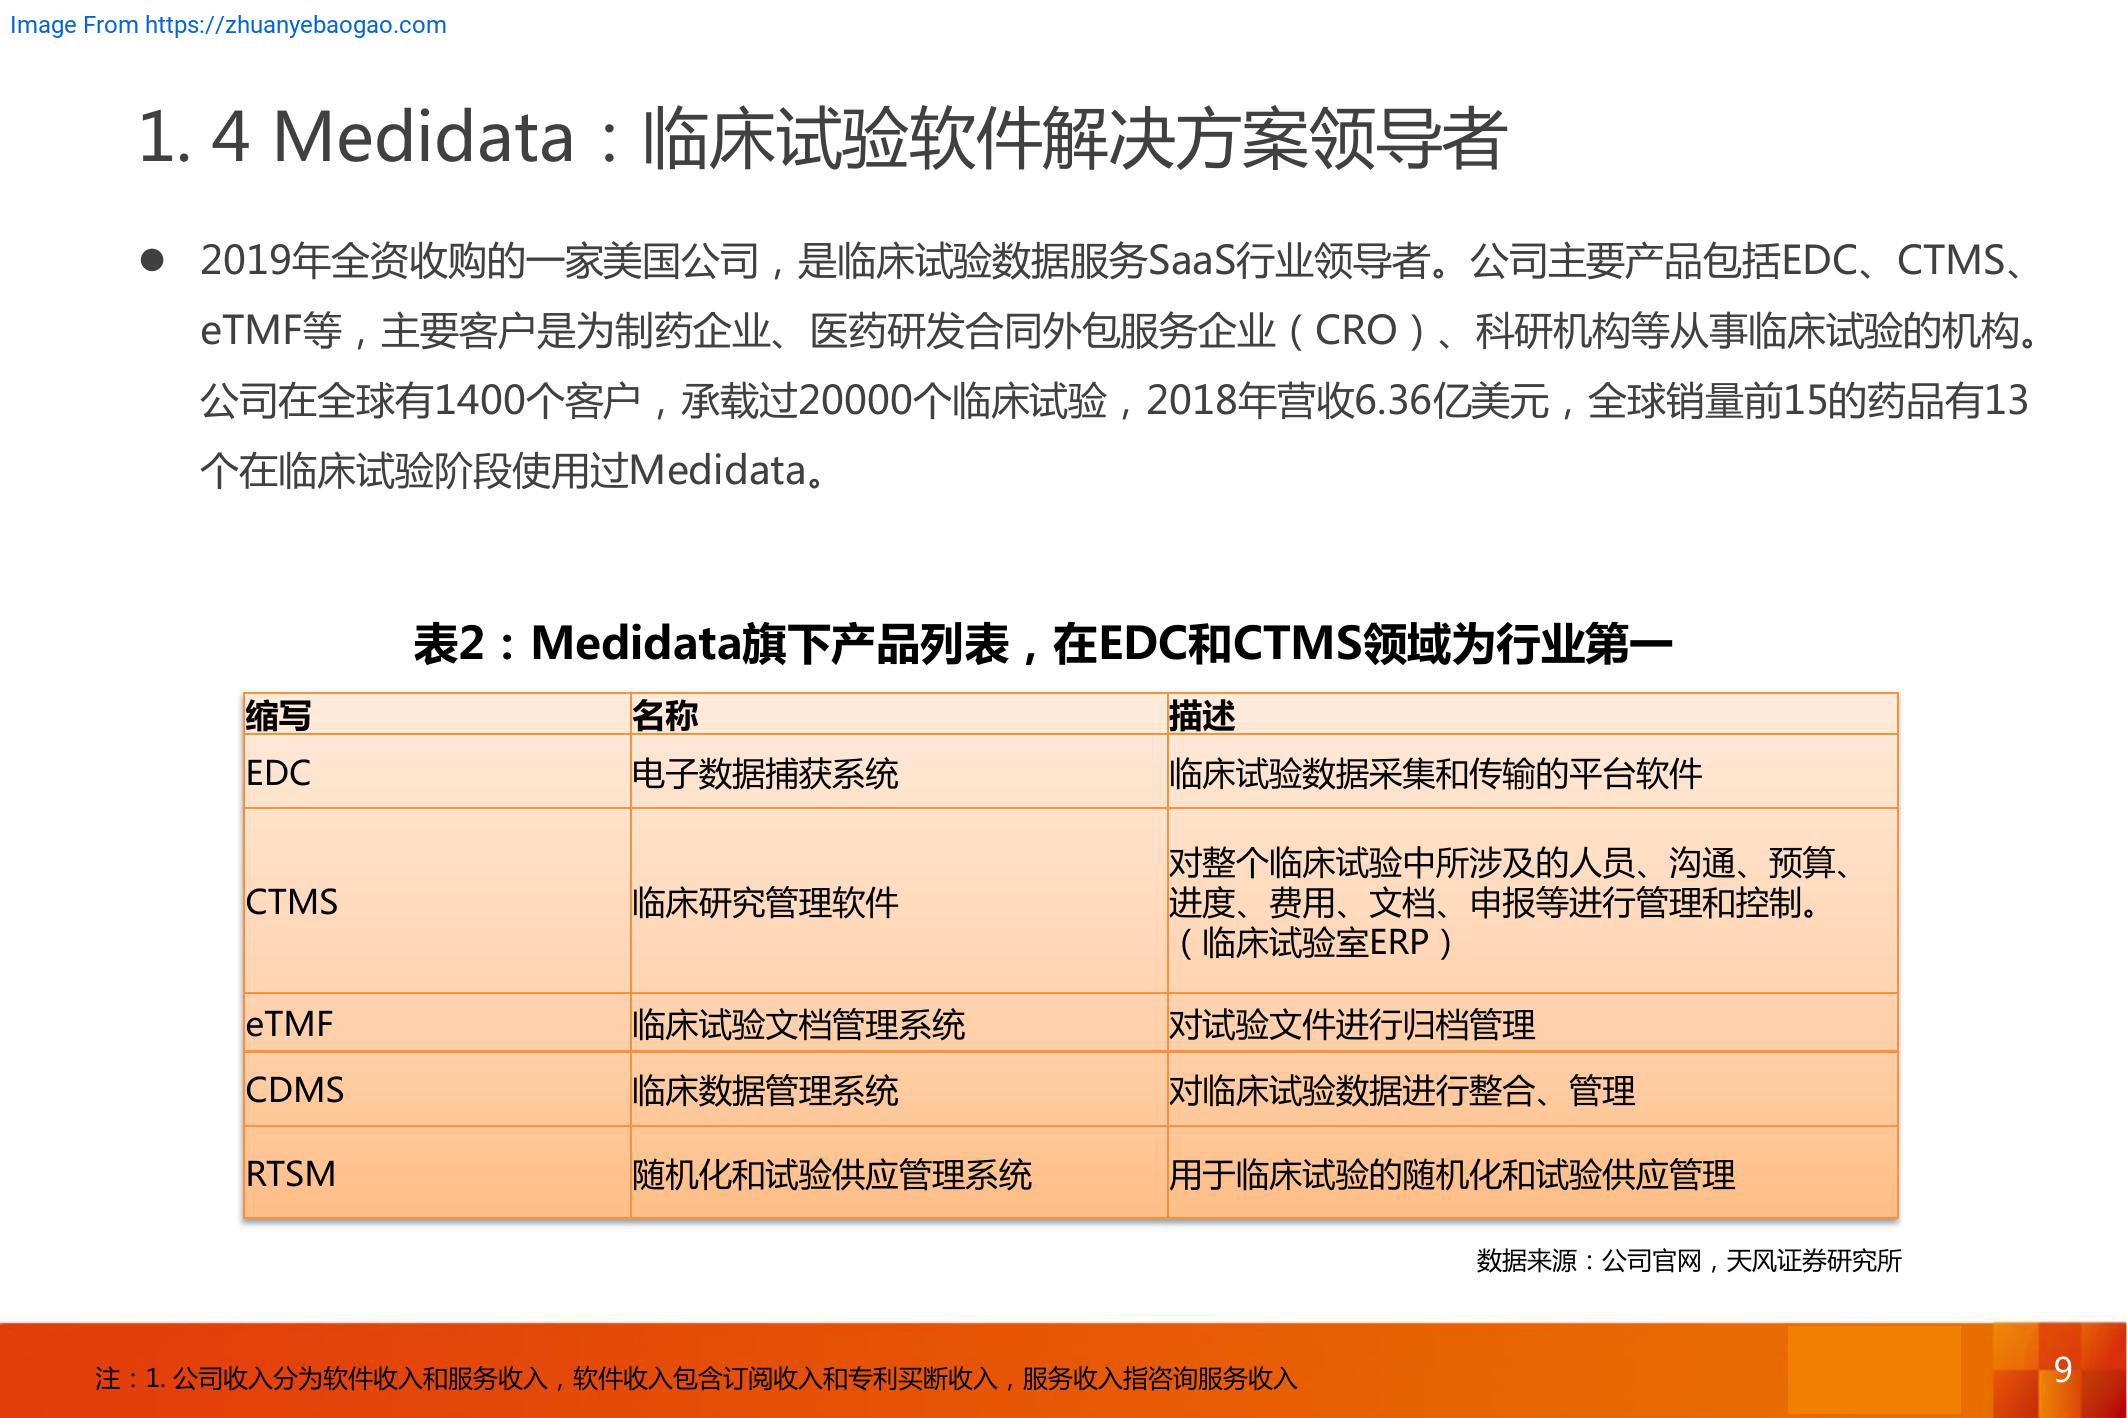 Image From https://zhuanyebaogao.com
1. 4 Medidata：临床试验软件解决方案领导者
● 2019年全资收购的一家美国公司，是临床试验数据服务SaaS行业领导者。公司主要产品包括EDC、CTMS、
eTMF等，主要客户是为制药企业、医药研发合同外包服务企业（CRO）、科研机构等从事临床试验的机构。
公司在全球有1400个客户，承载过20000个临床试验，2018年营收6.36亿美元，全球销量前15的药品有13
个在临床试验阶段使用过Medidata。
表2：Medidata旗下产品列表，在EDC和CTMS领域为行业第一
缩写 名称 描述
EDC 电子数据捕获系统 临床试验数据采集和传输的平台软件
CTMS 临床研究管理软件 对整个临床试验中所涉及的人员、沟通、预算、
进度、费用、文档、申报等进行管理和控制。
（临床试验室ERP）
eTMF 临床试验文档管理系统 对试验文件进行归档管理
CDMS 临床数据管理系统 对临床试验数据进行整合、管理
RTSM 随机化和试验供应管理系统 用于临床试验的随机化和试验供应管理
数据来源：公司官网，天风证券研究所
注：1. 公司收入分为软件收入和服务收入，软件收入包含订阅收入和专利买断收入，服务收入指咨询服务收入
9